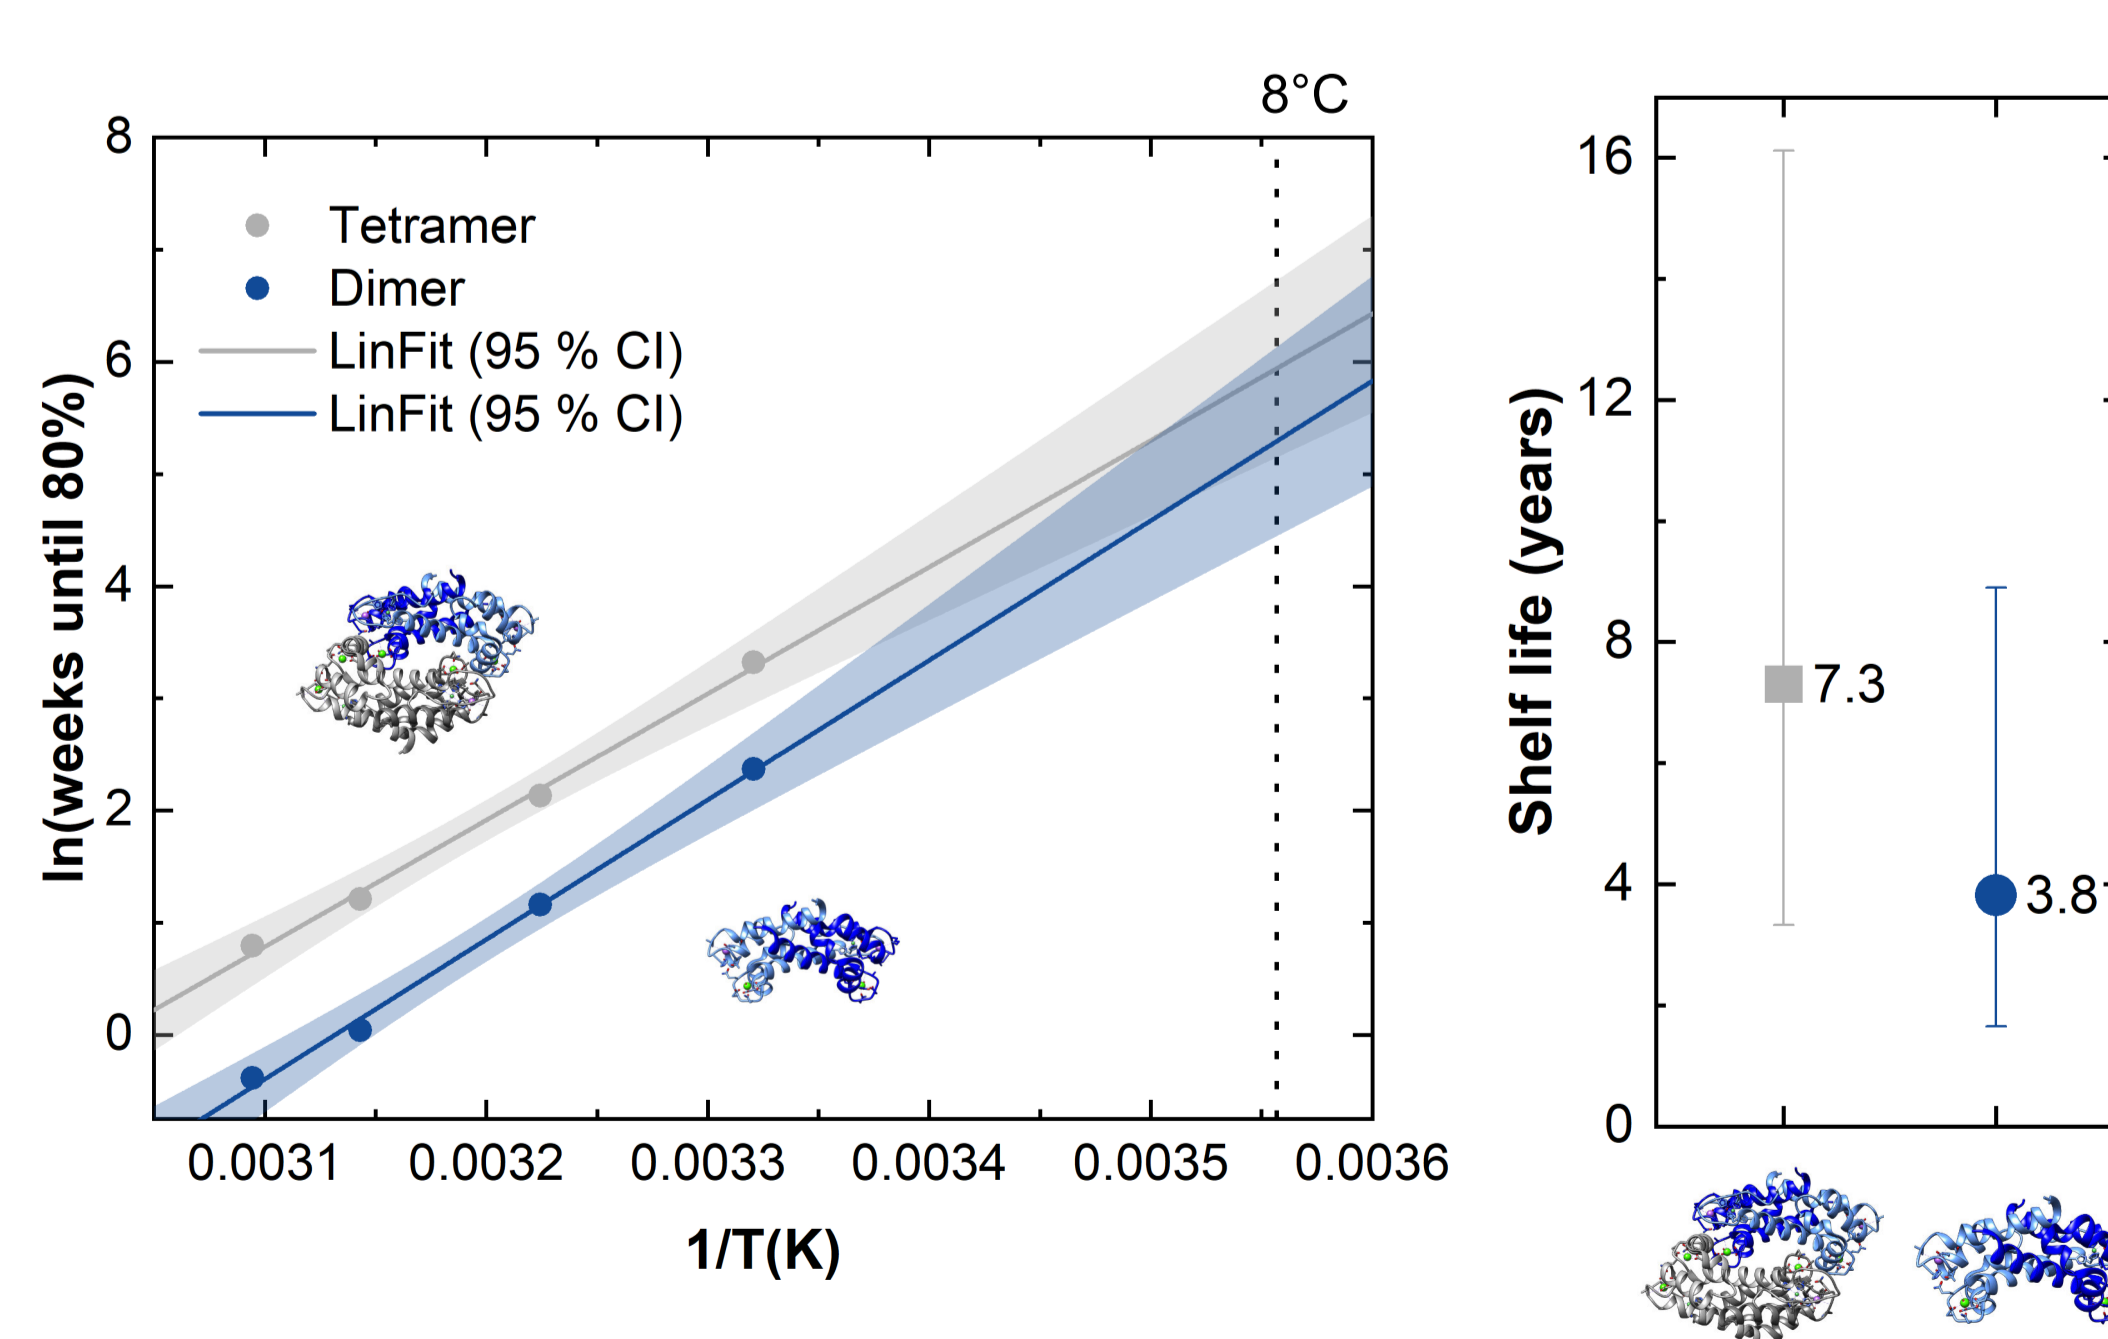 8°C
8
6
4
2
0
ln(weeks until 80%)
Tetramer
Dimer
LinFit (95 % CI)
LinFit (95 % CI)
0.0031 0.0032 0.0033 0.0034 0.0035 0.0036
1/T(K)
16
12
8
4
0
Shelf life (years)
7.3
3.8